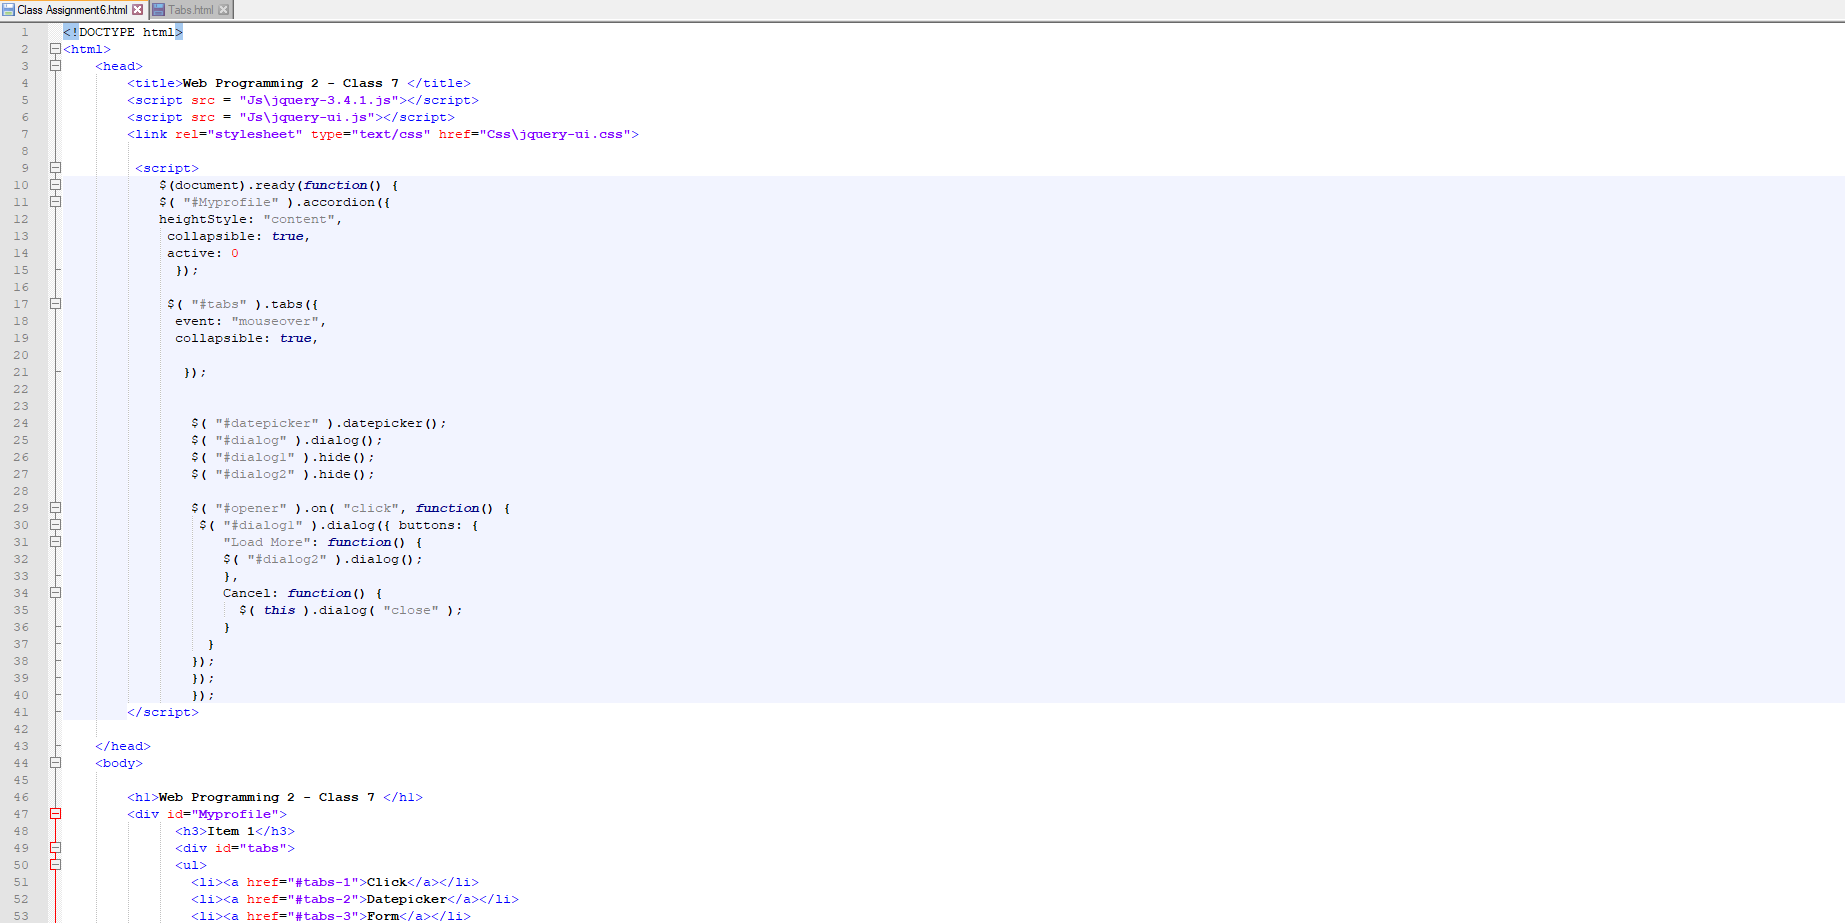 Class Assignment6.html Tabs.html
1 <!DOCTYPE html>
2 <html>
3 <head>
4 <title>Web Programming 2 - Class 7 </title>
5 <script src = "Js\jquery-3.4.1.js"></script>
6 <script src = "Js\jquery-ui.js"></script>
7 <link rel="stylesheet" type="text/css" href="Css\jquery-ui.css">
8
9 <script>
10 $(document).ready(function() {
11 $( "#Myprofile" ).accordion({
12 heightStyle: "content",
13 collapsible: true,
14 active: 0
15 });
16
17 $( "#tabs" ).tabs({
18 event: "mouseover",
19 collapsible: true,
20
21 });
22
23
24 $( "#datepicker" ).datepicker();
25 $( "#dialog" ).dialog();
26 $( "#dialog1" ).hide();
27 $( "#dialog2" ).hide();
28
29 $( "#opener" ).on( "click", function() {
30 $( "#dialog1" ).dialog({ buttons: {
31 "Load More": function() {
32 $( "#dialog2" ).dialog();
33 },
34 Cancel: function() {
35 $( this ).dialog( "close" );
36 }
37 }
38 });
39 });
40 });
41 </script>
42
43 </head>
44 <body>
45
46 <h1>Web Programming 2 - Class 7 </h1>
47 <div id="Myprofile">
48 <h3>Item 1</h3>
49 <div id="tabs">
50 <ul>
51 <li><a href="#tabs-1">Click</a></li>
52 <li><a href="#tabs-2">Datepicker</a></li>
53 <li><a href="#tabs-3">Form</a></li>